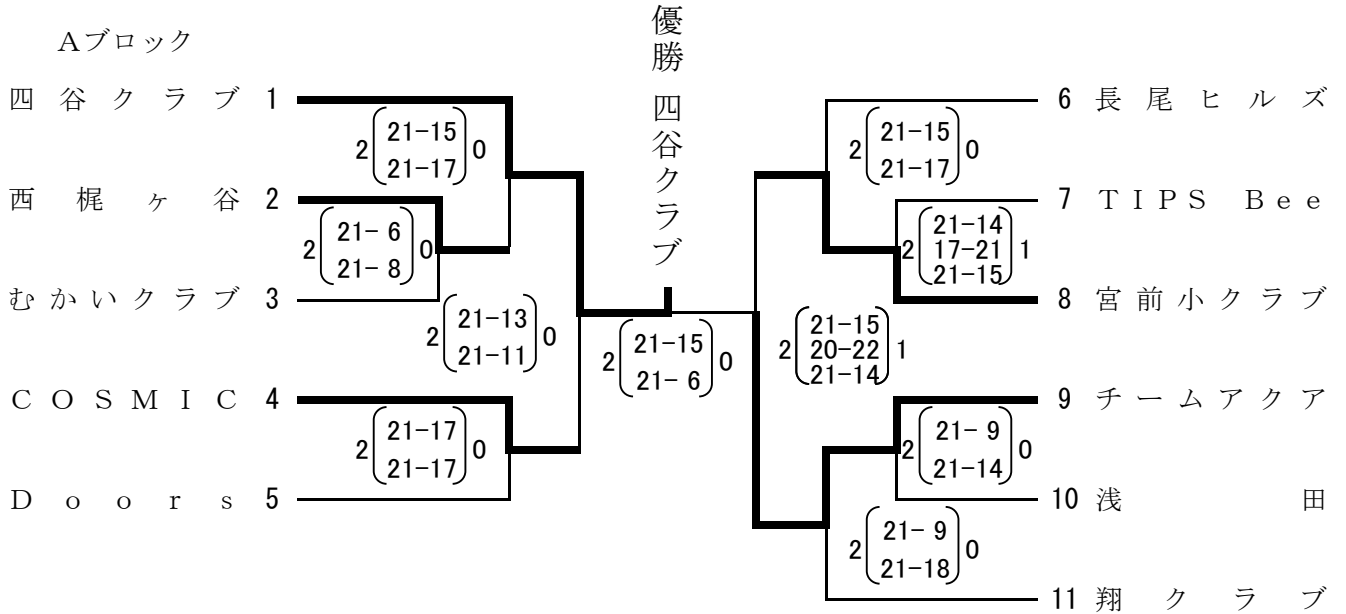 Aブロック
優勝 四谷クラブ
四谷クラブ 1
2 21-15 0
21-17
西梶ヶ谷 2
2 21- 6 0
21- 8
むかいクラブ 3
2 21-13 0
21-11
COSMIC 4
2 21-17 0
21-17
Doors 5
2 21-15 0
21- 6
6 長尾ヒルズ
2 21-15 0
21-17
7 TIPS Bee
21-14
2 17-21 1
21-15
8 宮前小クラブ
21-15
2 20-22 1
21-14
9 チームアクア
2 21- 9 0
21-14
10 浅田
2 21- 9 0
21-18
11 翔クラブ